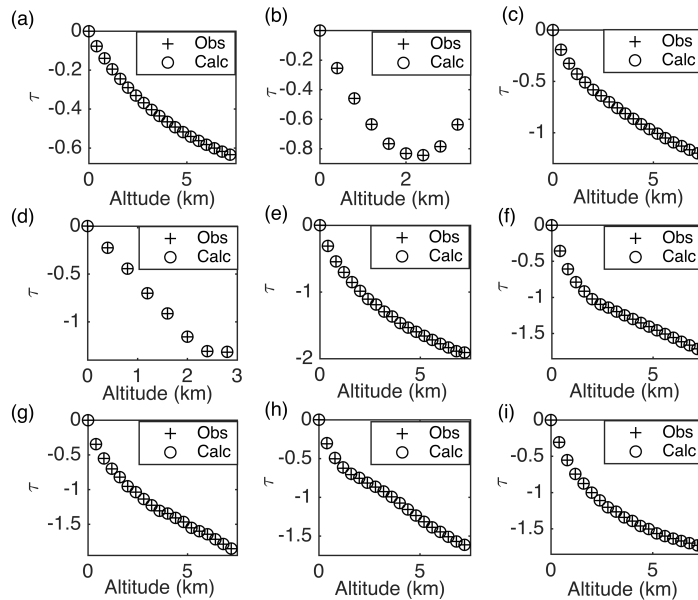 (a)
0
-0.2
-0.4
-0.6
τ
Obs
Calc
0
5
Alttude (km)
(b)
0
-0.2
-0.4
-0.6
-0.8
τ
Obs
Calc
0
2
Altitude (km)
(c)
0
-0.5
-1
τ
Obs
Calc
0
5
Altitude (km)
(d)
0
-0.5
-1
τ
Obs
Calc
0
1
2
3
Altitude (km)
(e)
0
-1
-2
τ
Obs
Calc
0
5
Altitude (km)
(f)
0
-0.5
-1
-1.5
τ
Obs
Calc
0
5
Altitude (km)
(g)
0
-0.5
-1
-1.5
τ
Obs
Calc
0
5
Altitude (km)
(h)
0
-0.5
-1
-1.5
τ
Obs
Calc
0
5
Altitude (km)
(i)
0
-0.5
-1
-1.5
τ
Obs
Calc
0
5
Altitude (km)